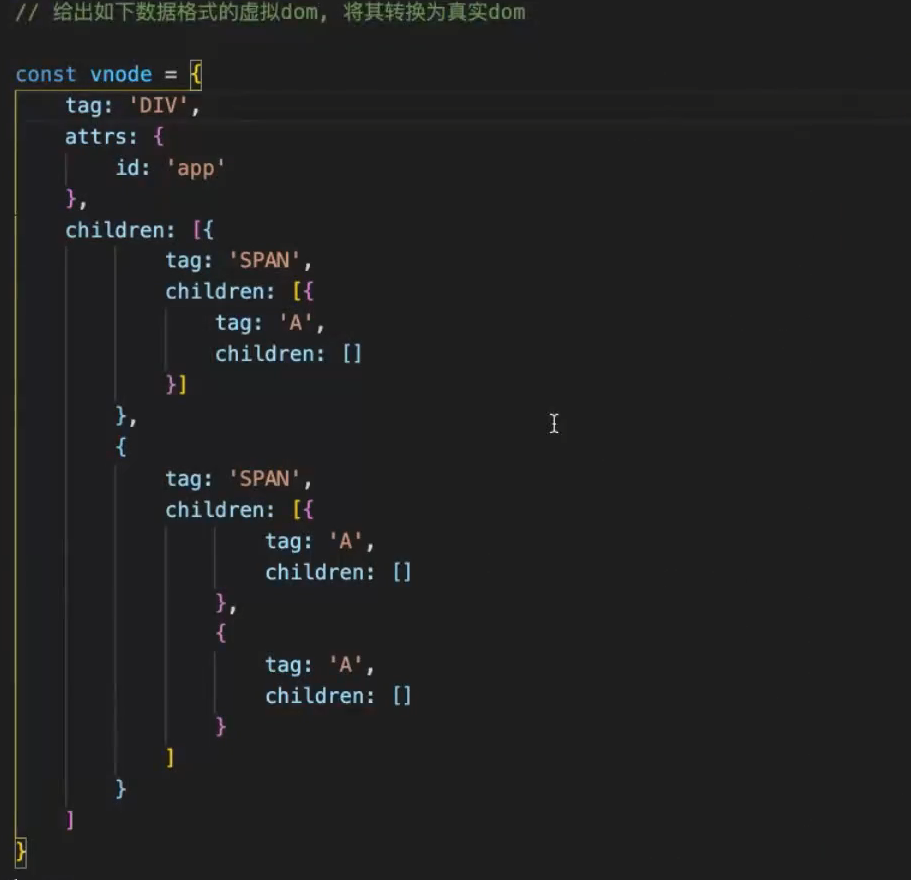 // 给出如下数据格式的虚拟dom, 将其转换为真实dom
const vnode = {
    tag: 'DIV',
    attrs: {
        id: 'app'
    },
    children: [{
            tag: 'SPAN',
            children: [{
                tag: 'A',
                children: []
            }]
        },
        {
            tag: 'SPAN',
            children: [{
                    tag: 'A',
                    children: []
                },
                {
                    tag: 'A',
                    children: []
                }
            ]
        }
    ]
}